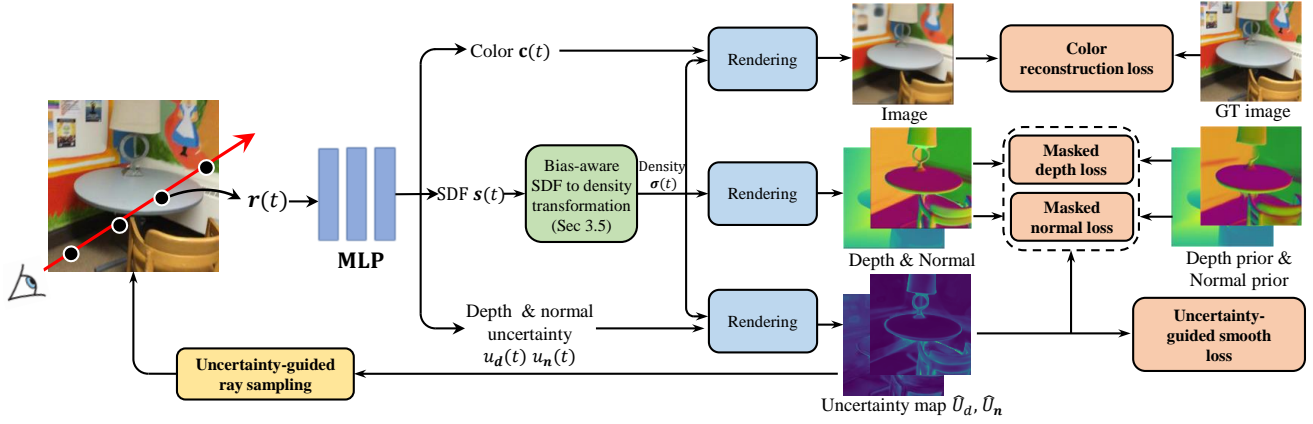 Color c(t)
Rendering
Image
Color
reconstruction loss
GT image
r(t)
MLP
SDF s(t)
Bias-aware
SDF to density
transformation
(Sec 3.5)
Density
σ(t)
Rendering
Depth & Normal
Masked
depth loss
Masked
normal loss
Depth prior &
Normal prior
Depth & normal
uncertainty
u_d(t) u_n(t)
Rendering
Uncertainty map Û_d, Û_n
Uncertainty-
guided smooth
loss
Uncertainty-guided
ray sampling